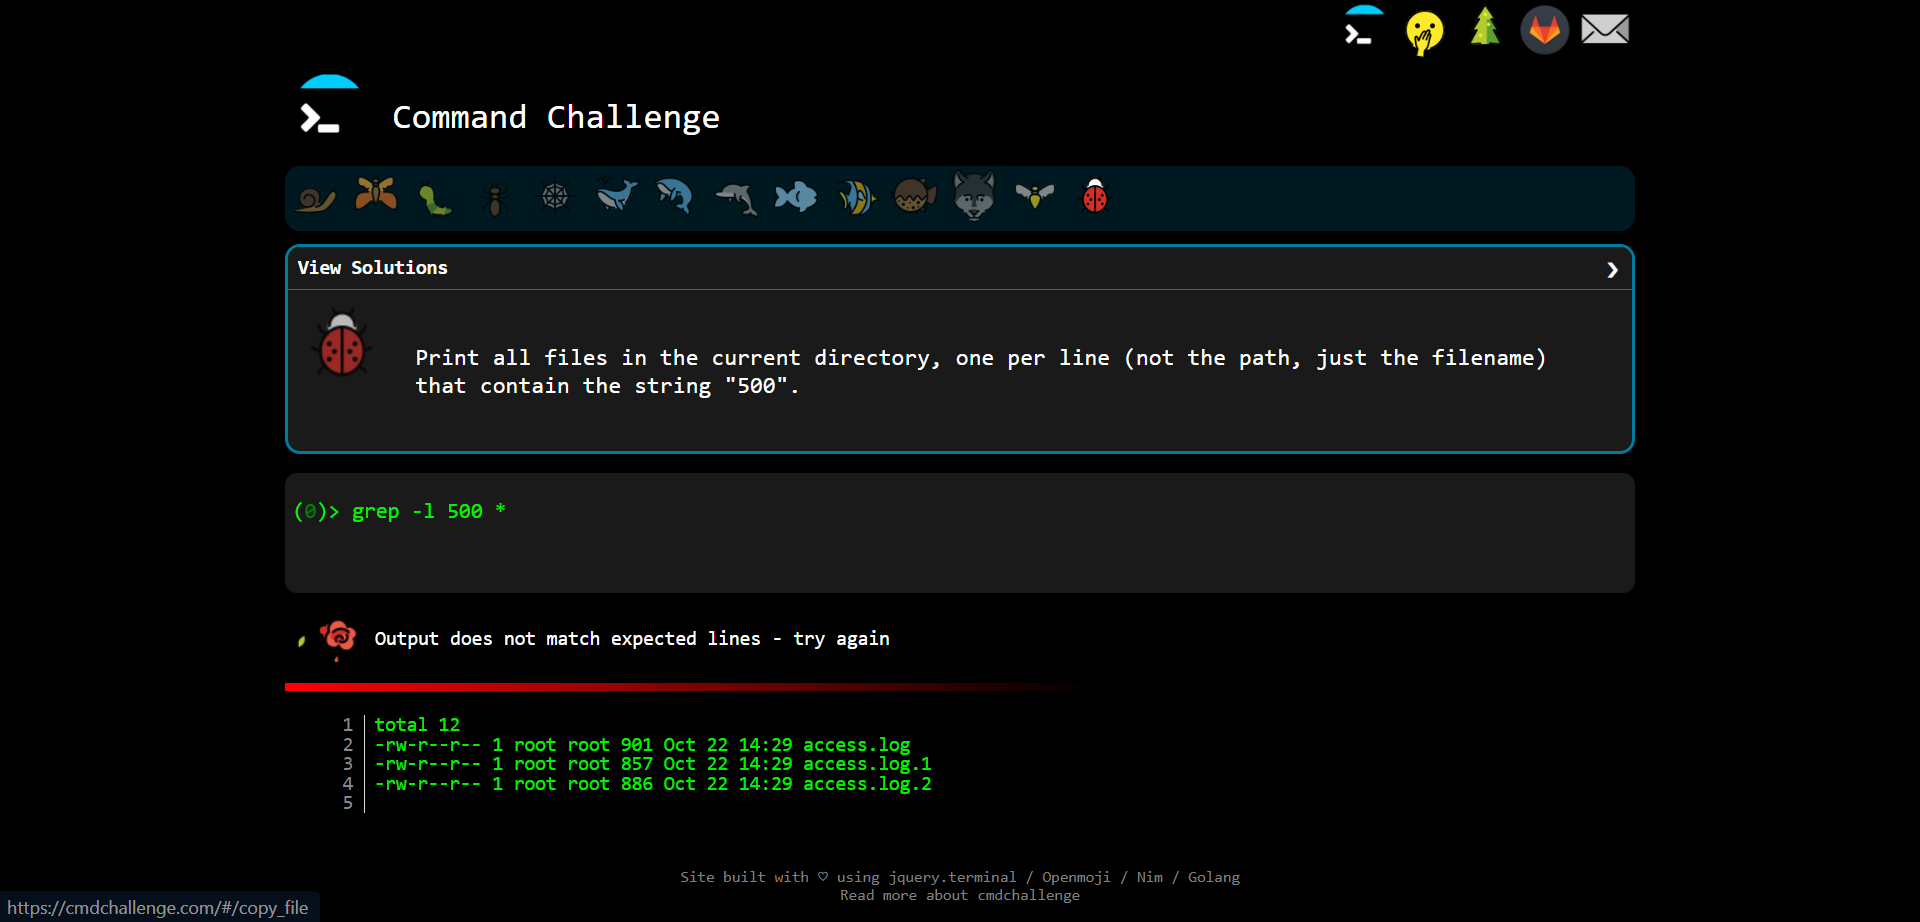 Command Challenge
View Solutions
Print all files in the current directory, one per line (not the path, just the filename)
that contain the string "500".
(0)> grep -l 500 *
Output does not match expected lines - try again
1 total 12
2 -rw-r--r-- 1 root root 901 Oct 22 14:29 access.log
3 -rw-r--r-- 1 root root 857 Oct 22 14:29 access.log.1
4 -rw-r--r-- 1 root root 886 Oct 22 14:29 access.log.2
5
Site built with ♡ using jquery.terminal / Openmoji / Nim / Golang
Read more about cmdchallenge
https://cmdchallenge.com/#/copy_file